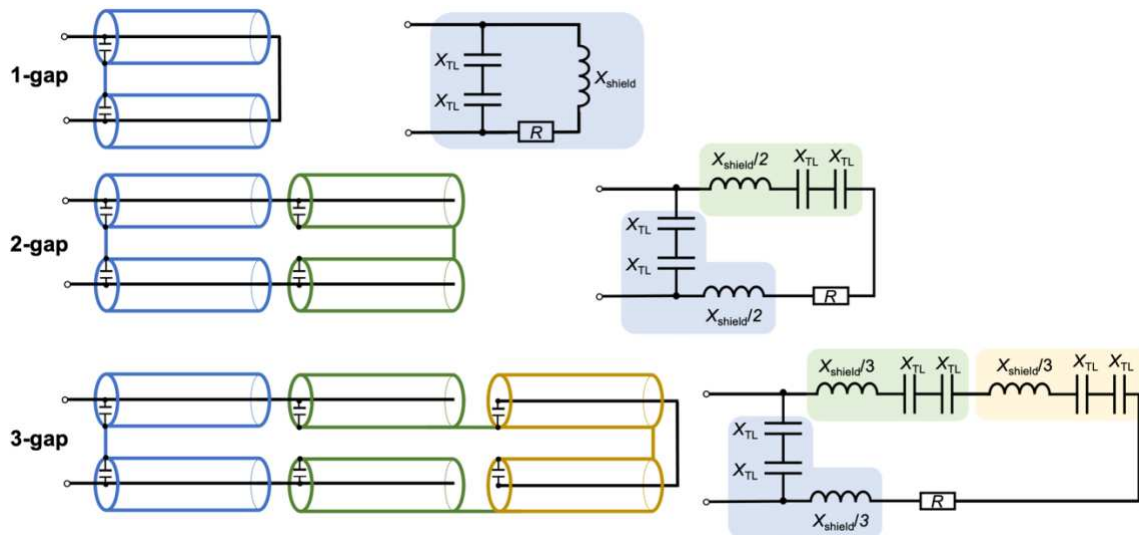 1-gap
X_TL
X_TL
X_shield
R
2-gap
X_shield/2
X_TL
X_TL
X_TL
X_TL
X_shield/2
R
3-gap
X_shield/3
X_TL
X_TL
X_shield/3
X_TL
X_TL
X_TL
X_TL
X_shield/3
R